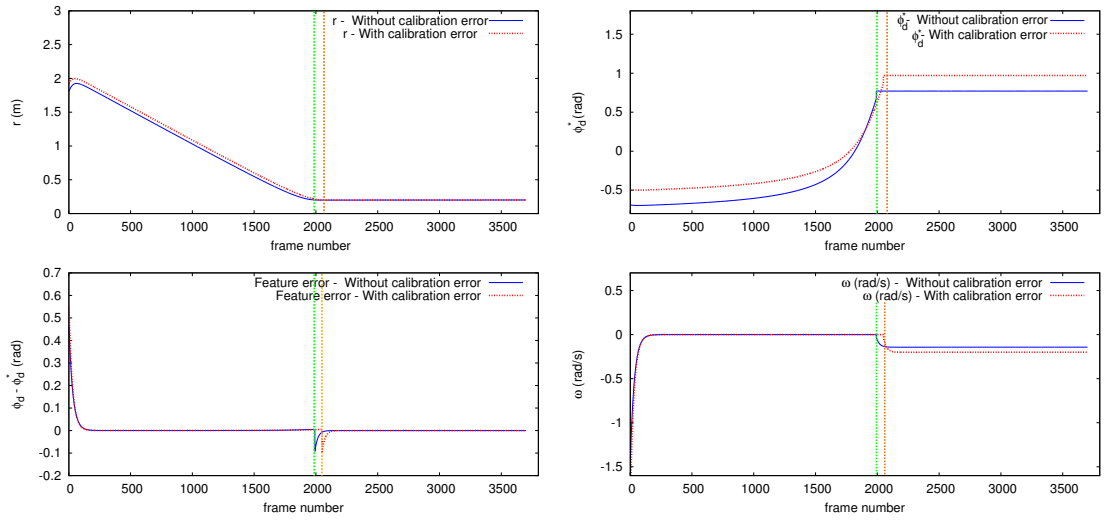 r - Without calibration error
r - With calibration error
r (m)
3
2.5
2
1.5
1
0.5
0
0 500 1000 1500 2000 2500 3000 3500
frame number
ϕ*d- Without calibration error
ϕ*d- With calibration error
ϕ*d (rad)
1.5
1
0.5
0
-0.5
0 500 1000 1500 2000 2500 3000 3500
frame number
Feature error - Without calibration error
Feature error - With calibration error
ϕd - ϕ*d (rad)
0.7
0.6
0.5
0.4
0.3
0.2
0.1
0
-0.1
-0.2
0 500 1000 1500 2000 2500 3000 3500
frame number
ω (rad/s) - Without calibration error
ω (rad/s) - With calibration error
ω (rad/s)
0.5
0
-0.5
-1
-1.5
0 500 1000 1500 2000 2500 3000 3500
frame number